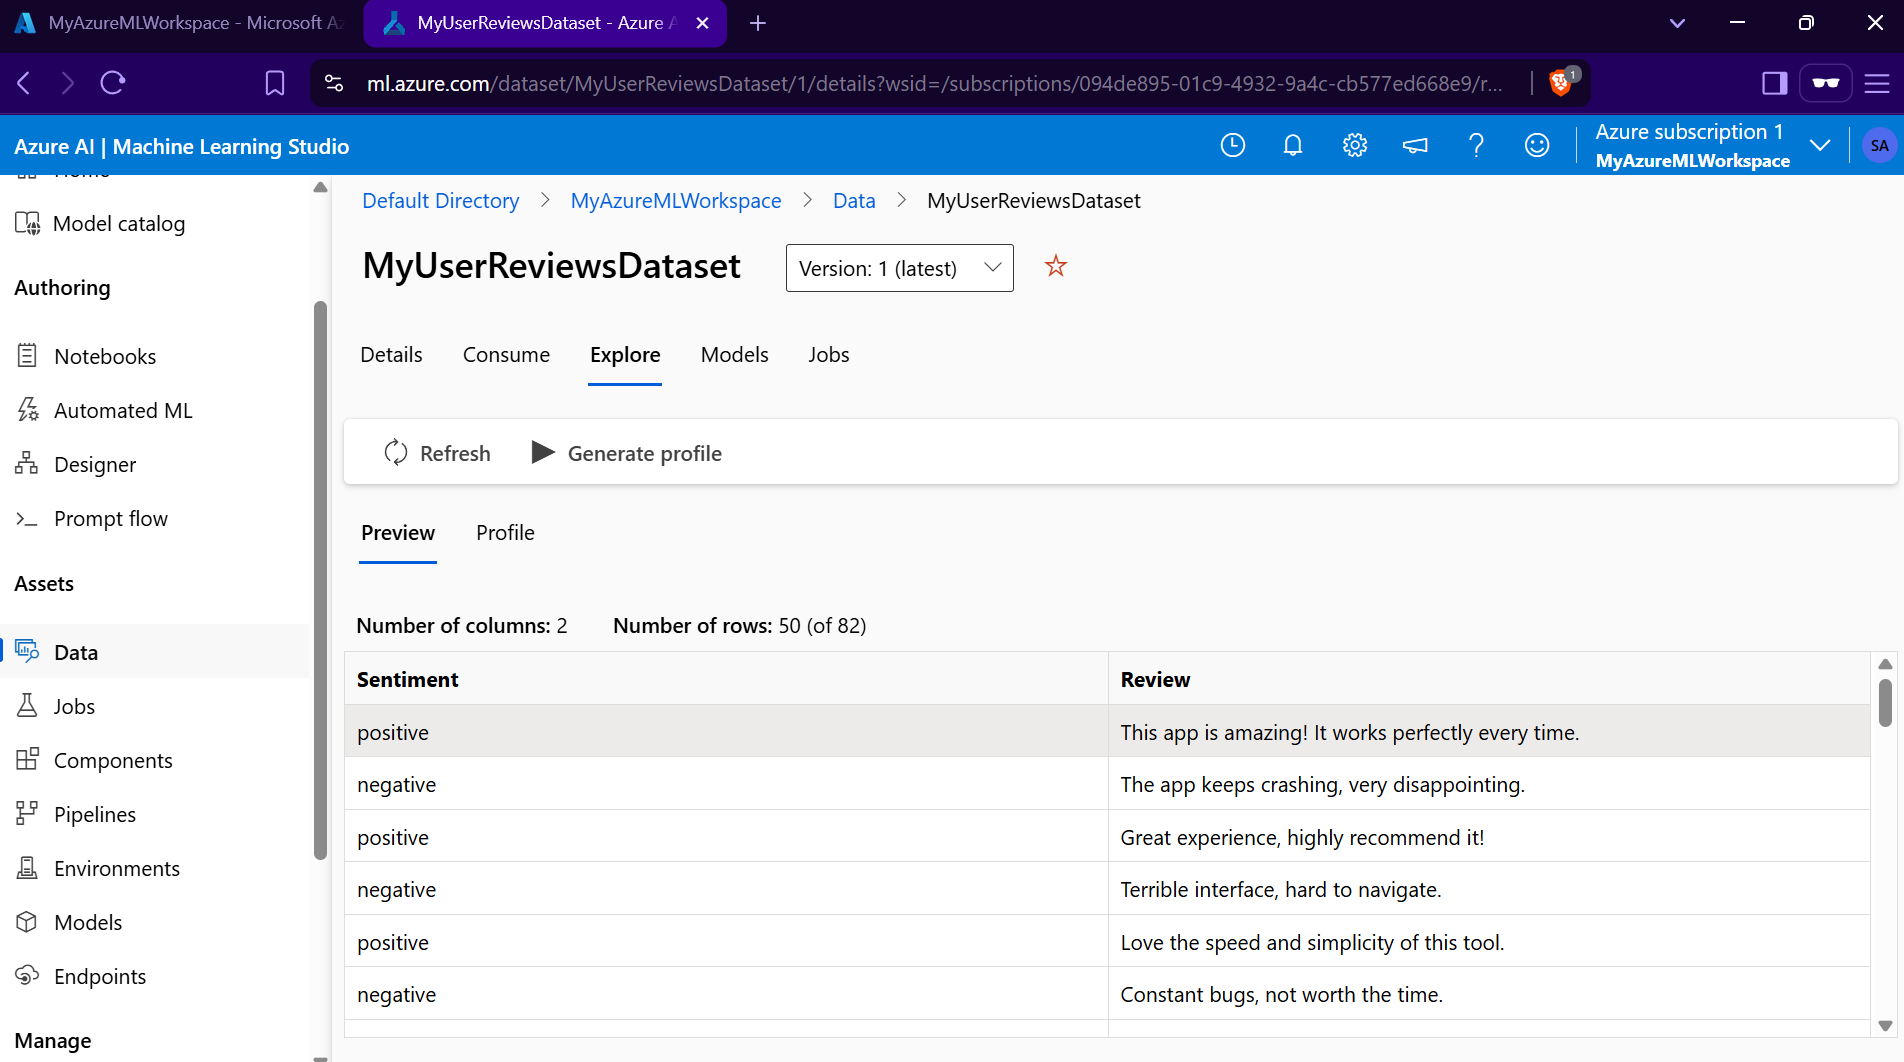 MyAzureMLWorkspace - Microsoft Az
MyUserReviewsDataset - Azure A
ml.azure.com/dataset/MyUserReviewsDataset/1/details?wsid=/subscriptions/094de895-01c9-4932-9a4c-cb577ed668e9/r...
1
Azure AI | Machine Learning Studio
Azure subscription 1
MyAzureMLWorkspace
SA
Home
Model catalog
Authoring
Notebooks
Automated ML
Designer
Prompt flow
Assets
Data
Jobs
Components
Pipelines
Environments
Models
Endpoints
Manage
Default Directory > MyAzureMLWorkspace > Data > MyUserReviewsDataset
MyUserReviewsDataset
Version: 1 (latest)
Details Consume Explore Models Jobs
Refresh Generate profile
Preview Profile
Number of columns: 2 Number of rows: 50 (of 82)
Sentiment Review
positive This app is amazing! It works perfectly every time.
negative The app keeps crashing, very disappointing.
positive Great experience, highly recommend it!
negative Terrible interface, hard to navigate.
positive Love the speed and simplicity of this tool.
negative Constant bugs, not worth the time.